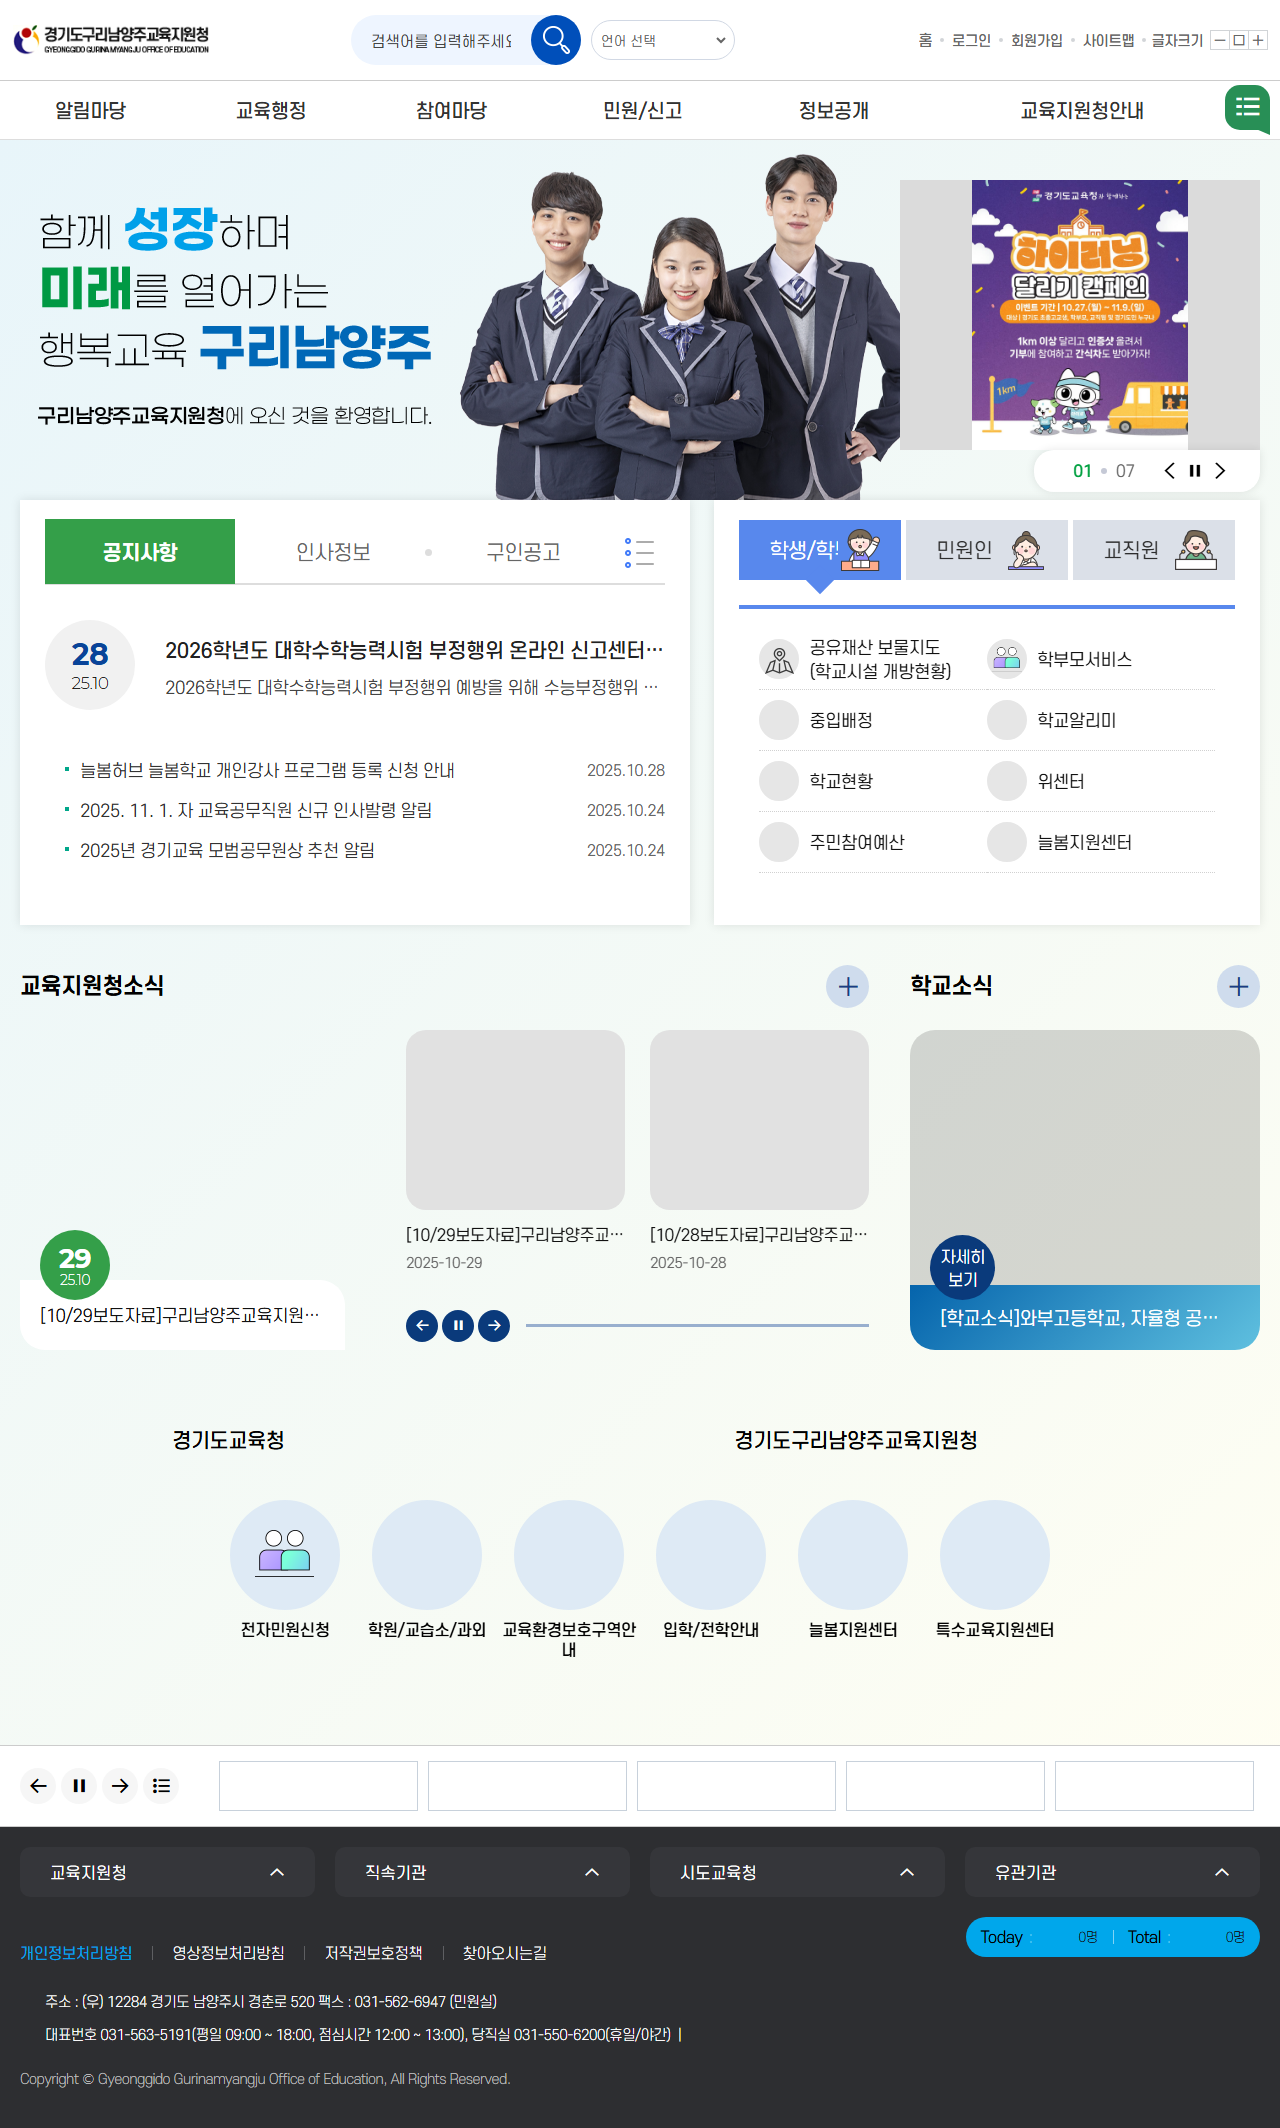 경기도구리남양주교육지원청
GYEONGGIDO GURINAMYANGJU OFFICE OF EDUCATION
검색어를 입력해주세요
언어 선택
홈 로그인 회원가입 사이트맵 글자크기
알림마당 교육행정 참여마당 민원/신고 정보공개 교육지원청안내
함께 성장하며
미래를 열어가는
행복교육 구리남양주
구리남양주교육지원청에 오신 것을 환영합니다.
경기도교육청과 함께하는
하이러닝
달리기 캠페인
이벤트 기간 | 10.27.(월) ~ 11.9.(일)
1km 이상 달리고 인증샷 올려서
기부에 참여하고 간식차도 받아가자!
1km
01 07
공지사항 인사정보 구인공고
28
25.10
2026학년도 대학수학능력시험 부정행위 온라인 신고센터…
2026학년도 대학수학능력시험 부정행위 예방을 위해 수능부정행위 …
늘봄허브 늘봄학교 개인강사 프로그램 등록 신청 안내 2025.10.28
2025. 11. 1. 자 교육공무직원 신규 인사발령 알림 2025.10.24
2025년 경기교육 모범공무원상 추천 알림 2025.10.24
학생/학부 민원인 교직원
공유재산 보물지도
(학교시설 개방현황)
학부모서비스
중입배정 학교알리미
학교현황 위센터
주민참여예산 늘봄지원센터
교육지원청소식
29
25.10
[10/29보도자료]구리남양주교육지원…
[10/29보도자료]구리남양주교…
2025-10-29
[10/28보도자료]구리남양주교…
2025-10-28
학교소식
자세히
보기
[학교소식]와부고등학교, 자율형 공…
경기도교육청 경기도구리남양주교육지원청
전자민원신청 학원/교습소/과외 교육환경보호구역안내 입학/전학안내 늘봄지원센터 특수교육지원센터
교육지원청 직속기관 시도교육청 유관기관
개인정보처리방침 영상정보처리방침 저작권보호정책 찾아오시는길
Today : 0명 Total : 0명
주소 : (우) 12284 경기도 남양주시 경춘로 520 팩스 : 031-562-6947 (민원실)
대표번호 031-563-5191(평일 09:00 ~ 18:00, 점심시간 12:00 ~ 13:00), 당직실 031-550-6200(휴일/야간) |
Copyright © Gyeonggido Gurinamyangju Office of Education, All Rights Reserved.